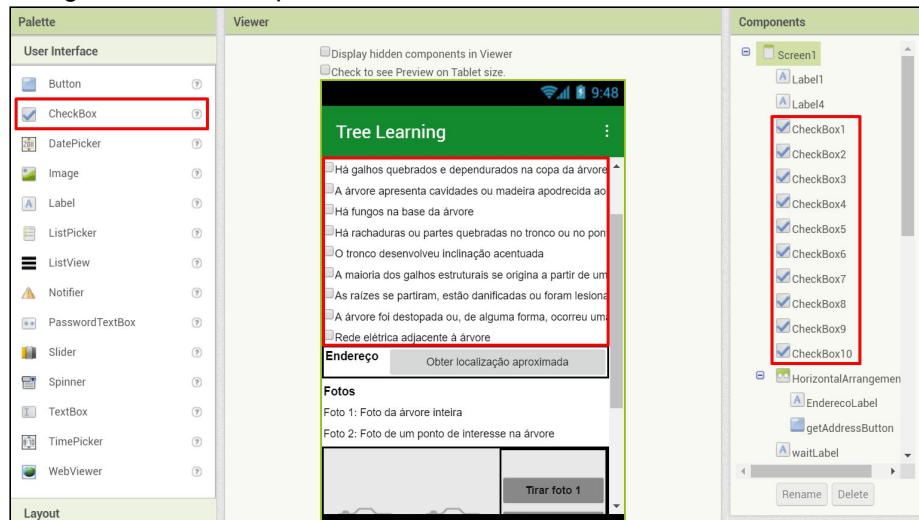 Palette
User Interface
Button
CheckBox
DatePicker
Image
Label
ListPicker
ListView
Notifier
PasswordTextBox
Slider
Spinner
TextBox
TimePicker
WebViewer
Layout
Viewer
Display hidden components in Viewer
Check to see Preview on Tablet size.
9:48
Tree Learning
Há galhos quebrados e dependurados na copa da árvore
A árvore apresenta cavidades ou madeira apodrecida ao
Há fungos na base da árvore
Há rachaduras ou partes quebradas no tronco ou no pon
O tronco desenvolveu inclinação acentuada
A maioria dos galhos estruturais se origina a partir de um
As raízes se partiram, estão danificadas ou foram lesiona
A árvore foi destopada ou, de alguma forma, ocorreu uma
Rede elétrica adjacente à árvore
Endereço
Obter localização aproximada
Fotos
Foto 1: Foto da árvore inteira
Foto 2: Foto de um ponto de interesse na árvore
Tirar foto 1
Components
Screen1
Label1
Label4
CheckBox1
CheckBox2
CheckBox3
CheckBox4
CheckBox5
CheckBox6
CheckBox7
CheckBox8
CheckBox9
CheckBox10
HorizontalArrangemen
EnderecoLabel
getAddressButton
waitLabel
Rename Delete